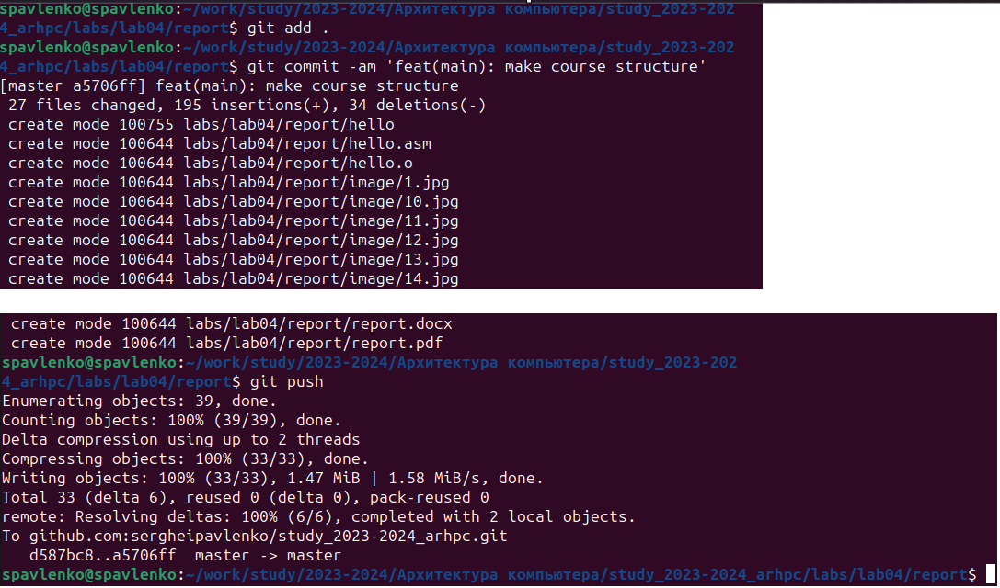 spavlenko@spavlenko:~/work/study/2023-2024/Архитектура компьютера/study_2023-202
4_arhpc/labs/lab04/report$ git add .
spavlenko@spavlenko:~/work/study/2023-2024/Архитектура компьютера/study_2023-202
4_arhpc/labs/lab04/report$ git commit -am 'feat(main): make course structure'
[master a5706ff] feat(main): make course structure
 27 files changed, 195 insertions(+), 34 deletions(-)
 create mode 100755 labs/lab04/report/hello
 create mode 100644 labs/lab04/report/hello.asm
 create mode 100644 labs/lab04/report/hello.o
 create mode 100644 labs/lab04/report/image/1.jpg
 create mode 100644 labs/lab04/report/image/10.jpg
 create mode 100644 labs/lab04/report/image/11.jpg
 create mode 100644 labs/lab04/report/image/12.jpg
 create mode 100644 labs/lab04/report/image/13.jpg
 create mode 100644 labs/lab04/report/image/14.jpg
 create mode 100644 labs/lab04/report/report.docx
 create mode 100644 labs/lab04/report/report.pdf
spavlenko@spavlenko:~/work/study/2023-2024/Архитектура компьютера/study_2023-202
4_arhpc/labs/lab04/report$ git push
Enumerating objects: 39, done.
Counting objects: 100% (39/39), done.
Delta compression using up to 2 threads
Compressing objects: 100% (33/33), done.
Writing objects: 100% (33/33), 1.47 MiB | 1.58 MiB/s, done.
Total 33 (delta 6), reused 0 (delta 0), pack-reused 0
remote: Resolving deltas: 100% (6/6), completed with 2 local objects.
To github.com:sergheipavlenko/study_2023-2024_arhpc.git
   d587bc8..a5706ff  master -> master
spavlenko@spavlenko:~/work/study/2023-2024/Архитектура компьютера/study_2023-2024_arhpc/labs/lab04/report$